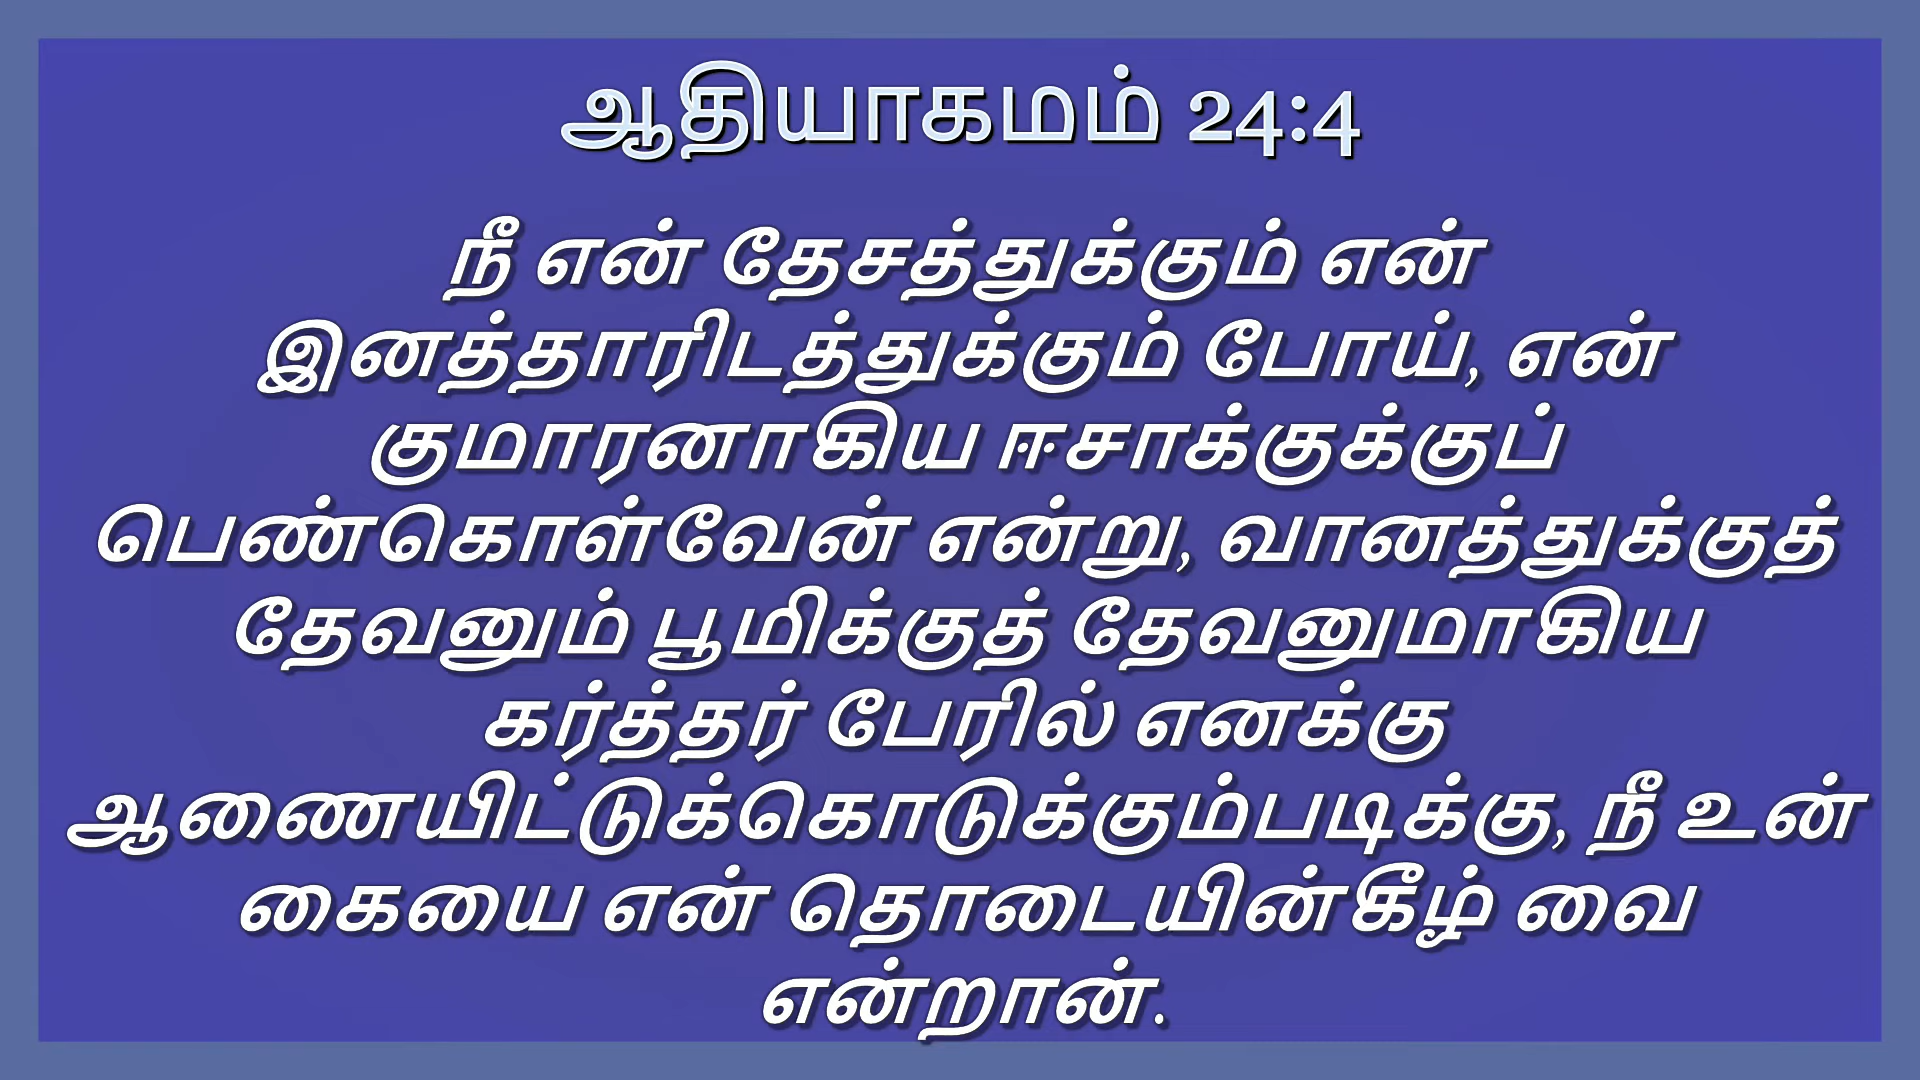 ஆதியாகமம் 24:4
நீ என் தேசத்துக்கும் என்
இனத்தாரிடத்துக்கும் போய், என்
குமாரனாகிய ஈசாக்குக்குப்
பெண்கொள்வேன் என்று, வானத்துக்குத்
தேவனும் பூமிக்குத் தேவனுமாகிய
கர்த்தர் பேரில் எனக்கு
ஆணையிட்டுக்கொடுக்கும்படிக்கு, நீ உன்
கையை என் தொடையின்கீழ் வை
என்றான்.